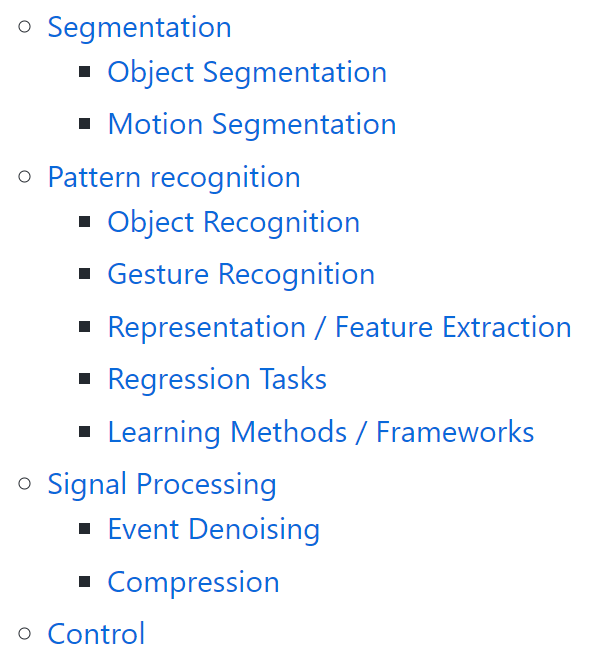 Segmentation
Object Segmentation
Motion Segmentation
Pattern recognition
Object Recognition
Gesture Recognition
Representation / Feature Extraction
Regression Tasks
Learning Methods / Frameworks
Signal Processing
Event Denoising
Compression
Control